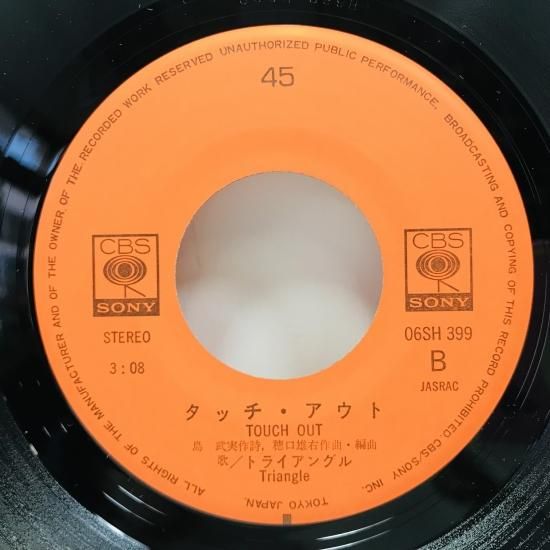 ALL RIGHTS OF THE MANUFACTURER AND OF THE OWNER OF THE RECORDED WORK RESERVED UNAUTHORIZED PUBLIC PERFORMANCE, BROADCASTING AND COPYING OF THIS RECORD PROHIBITED CBS/SONY INC. TOKYO JAPAN.
45
CBS
SONY
CBS
SONY
STEREO
3:08
06SH 399
B
JASRAC
タッチ・アウト
TOUCH OUT
島 武実作詩, 穂口雄右作曲・編曲
歌/トライアングル
Triangle